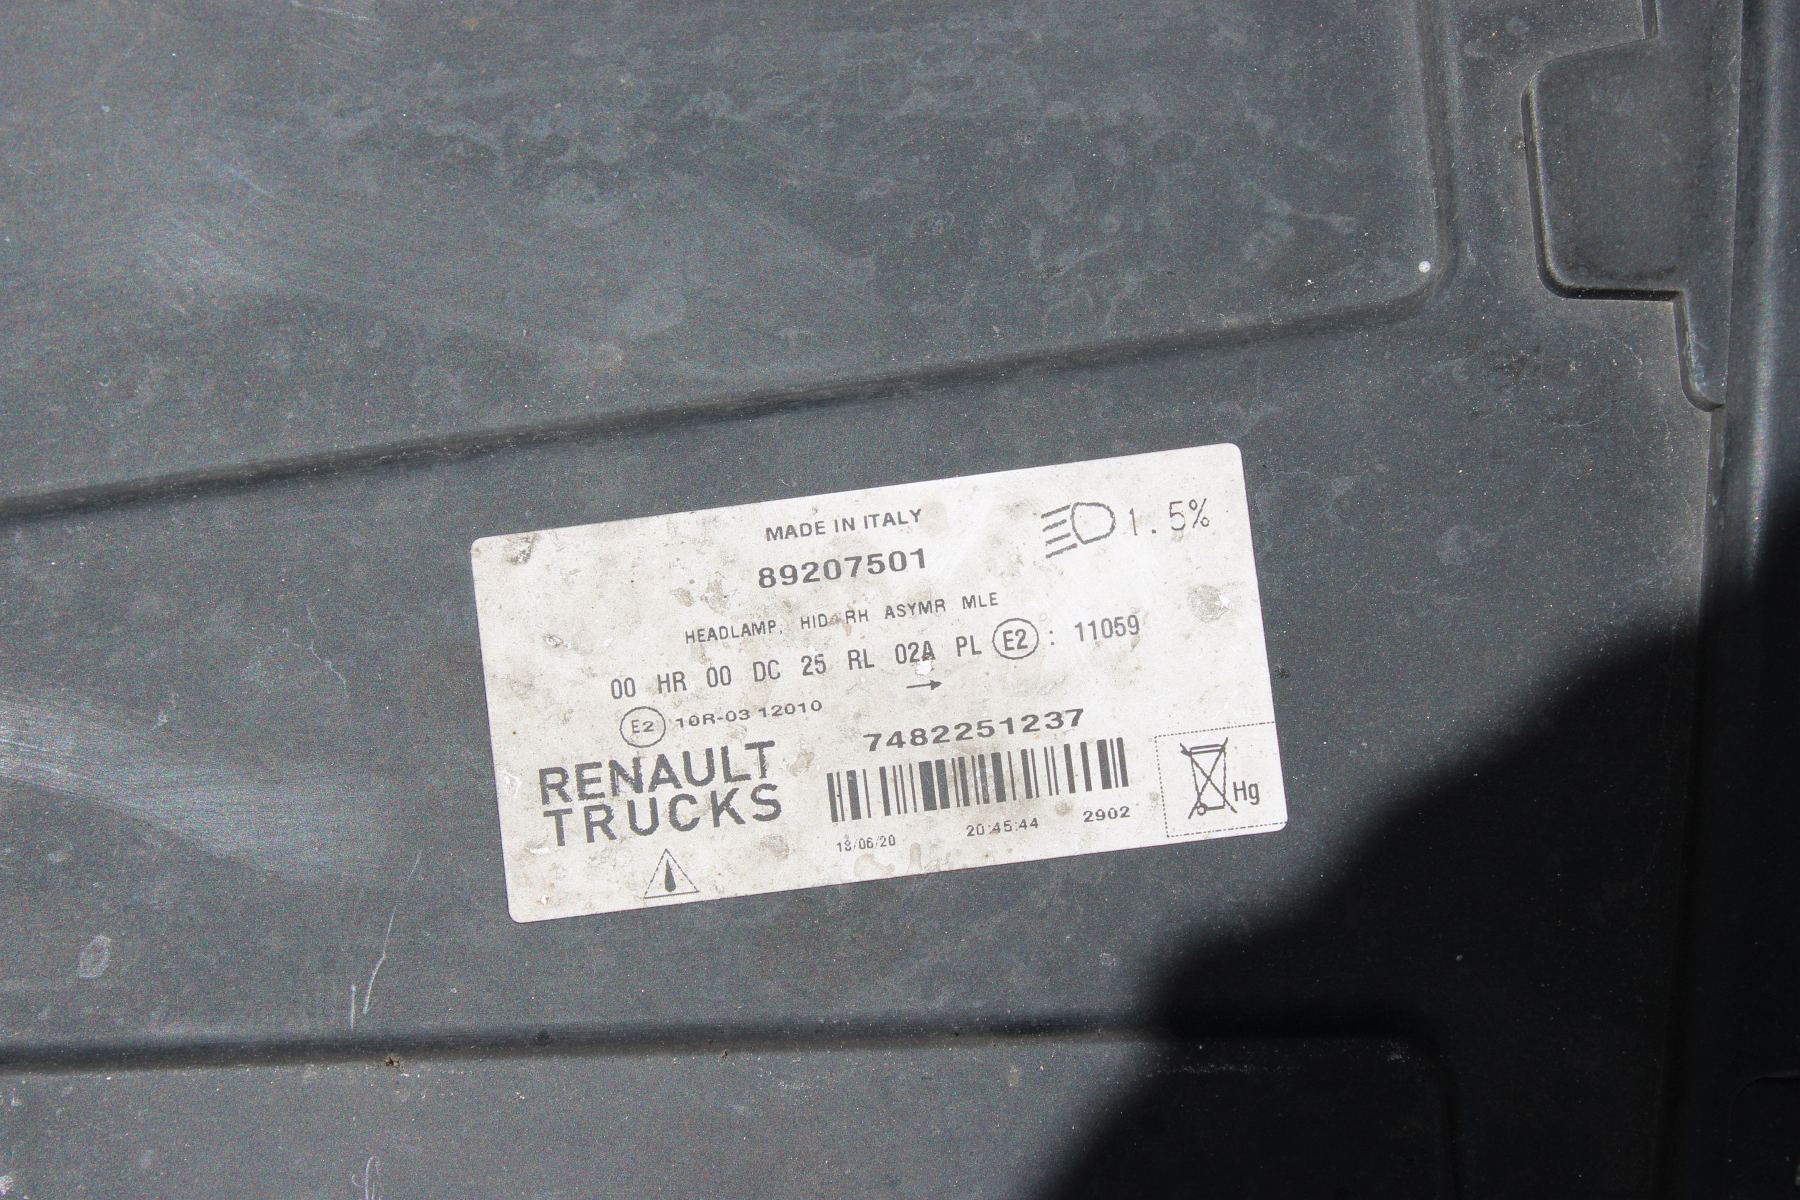 MADE IN ITALY
1.5%
89207501
HEADLAMP, HID RH ASYMR MLE
00 HR 00 DC 25 RL 02A PL E2 : 11059
→
E2 10R-03 12010
7482251237
RENAULT
TRUCKS
18/06/20 20:45:44 2902
Hg